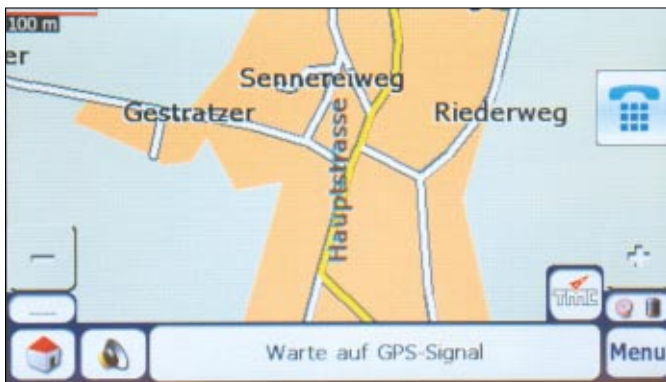 100 m
er
Sennereiweg
Gestratzer
Riederweg
Hauptstrasse
TMC
Warte auf GPS-Signal
Menu